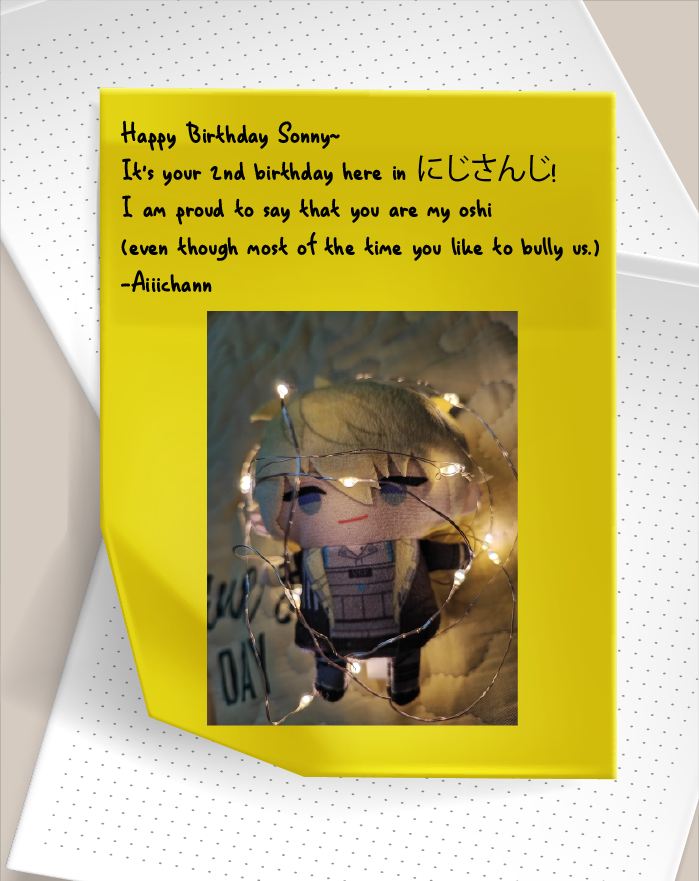 Happy Birthday Sonny~
It's your 2nd birthday here in にじさんじ!
I am proud to say that you are my oshi
(even though most of the time you like to bully us.)
-Aiiichann
DAY